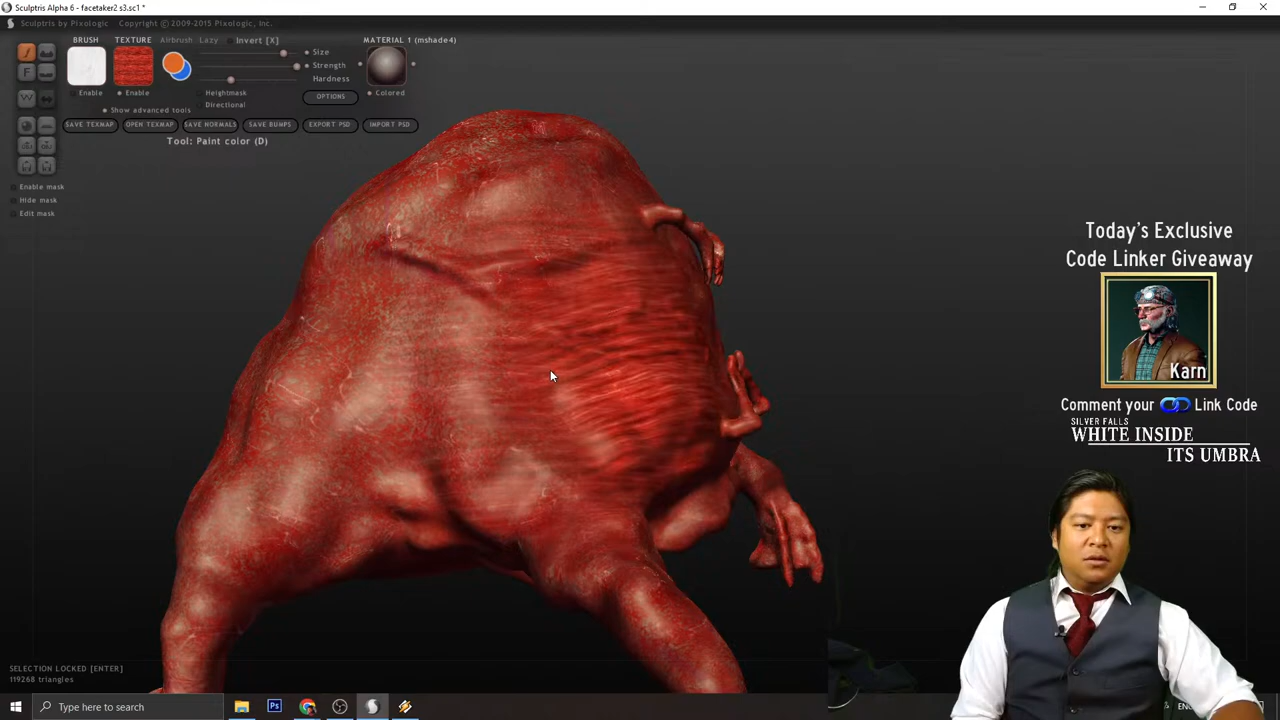 Sculptris Alpha 6 - facetaker2 s3.sc1 *
Sculptris by Pixologic, Copyright © 2009-2015 Pixologic, Inc.
BRUSH TEXTURE Airbrush Lazy Invert [X] MATERIAL 1 (mshade4)
Size
Strength
Hardness
Enable Enable Heightmask OPTIONS Colored
Directional
Show advanced tools
SAVE TEXMAP OPEN TEXMAP SAVE NORMALS SAVE BUMPS EXPORT PSD IMPORT PSD
Tool: Paint color (D)
Enable mask
Hide mask
Edit mask
F
W
Today's Exclusive
Code Linker Giveaway
Karn
Comment your Link Code
SILVER FALLS
WHITE INSIDE
ITS UMBRA
SELECTION LOCKED [ENTER]
119268 triangles
Type here to search
Ps